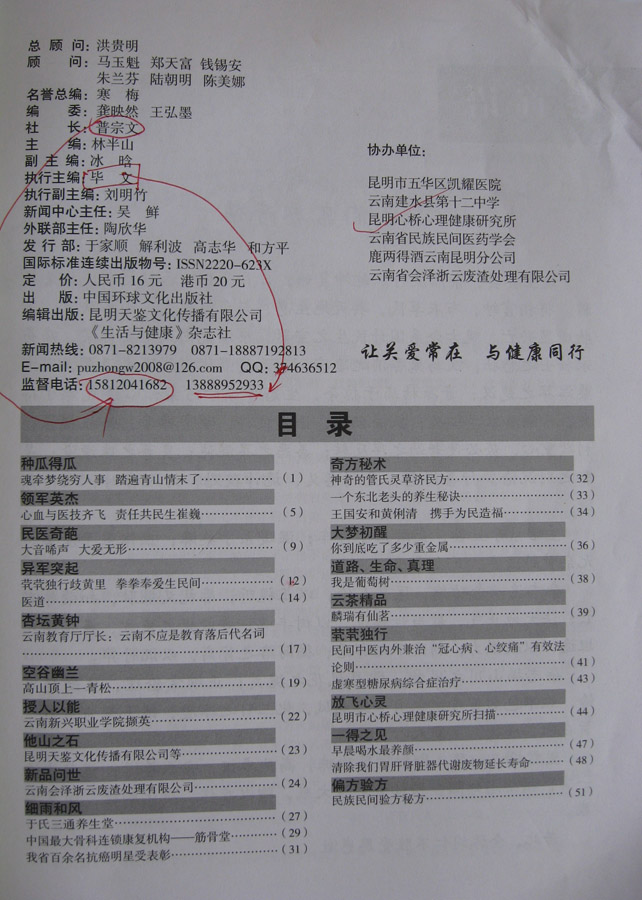 总 顾 问：洪贵明
顾 问：马玉魁 郑天富 钱锡安
朱兰芬 陆朝明 陈美娜
名誉总编：寒 梅
编 委：龚映然 王弘墨
社 长：普宗文
主 编：林半山
副 主 编：冰 晗
执行主编：毕 文
执行副主编：刘明竹
新闻中心主任：吴 鲜
外联部主任：陶欣华
发 行 部：于家顺 解利波 高志华 和方平
国际标准连续出版物号：ISSN2220-623X
定 价：人民币16元 港币20元
出 版：中国环球文化出版社
编辑出版：昆明天鉴文化传播有限公司
《生活与健康》杂志社
新闻热线：0871-8213979 0871-18887192813
E-mail：puzhongw2008@126.com QQ：374636512
监督电话：15812041682 13888952933
协办单位：
昆明市五华区凯耀医院
云南建水县第十二中学
昆明心桥心理健康研究所
云南省民族民间医药学会
鹿两得酒云南昆明分公司
云南省会泽浙云废渣处理有限公司
让关爱常在 与健康同行
目 录
种瓜得瓜
魂牵梦绕穷人事 踏遍青山情未了……………（1）
领军英杰
心血与医技齐飞 责任共民生崔巍……………（5）
民医奇葩
大音唏声 大爱无形……………（9）
异军突起
茕茕独行歧黄里 拳拳奉爱生民间……………（12）
医道……………（14）
杏坛黄钟
云南教育厅厅长：云南不应是教育落后代名词
……………（17）
空谷幽兰
高山顶上一青松……………（19）
授人以能
云南新兴职业学院撷英……………（22）
他山之石
昆明天鉴文化传播有限公司等……………（23）
新品问世
云南会泽浙云废渣处理有限公司……………（24）
细雨和风
于氏三通养生堂……………（27）
中国最大骨科连锁康复机构——筋骨堂……………（29）
我省百余名抗癌明星受表彰……………（31）
奇方秘术
神奇的管氏灵草济民方……………（32）
一个东北老头的养生秘诀……………（33）
王国安和黄俐清 携手为民造福……………（34）
大梦初醒
你到底吃了多少重金属……………（36）
道路、生命、真理
我是葡萄树……………（38）
云茶精品
麟瑞有仙茗……………（39）
茕茕独行
民间中医内外兼治“冠心病、心绞痛”有效法
论则……………（41）
虚寒型糖尿病综合症治疗……………（43）
放飞心灵
昆明市心桥心理健康研究所扫描……………（44）
一得之见
早晨喝水最养颜……………（47）
清除我们胃肝肾脏器代谢废物延长寿命……………（48）
偏方验方
民族民间验方秘方……………（51）